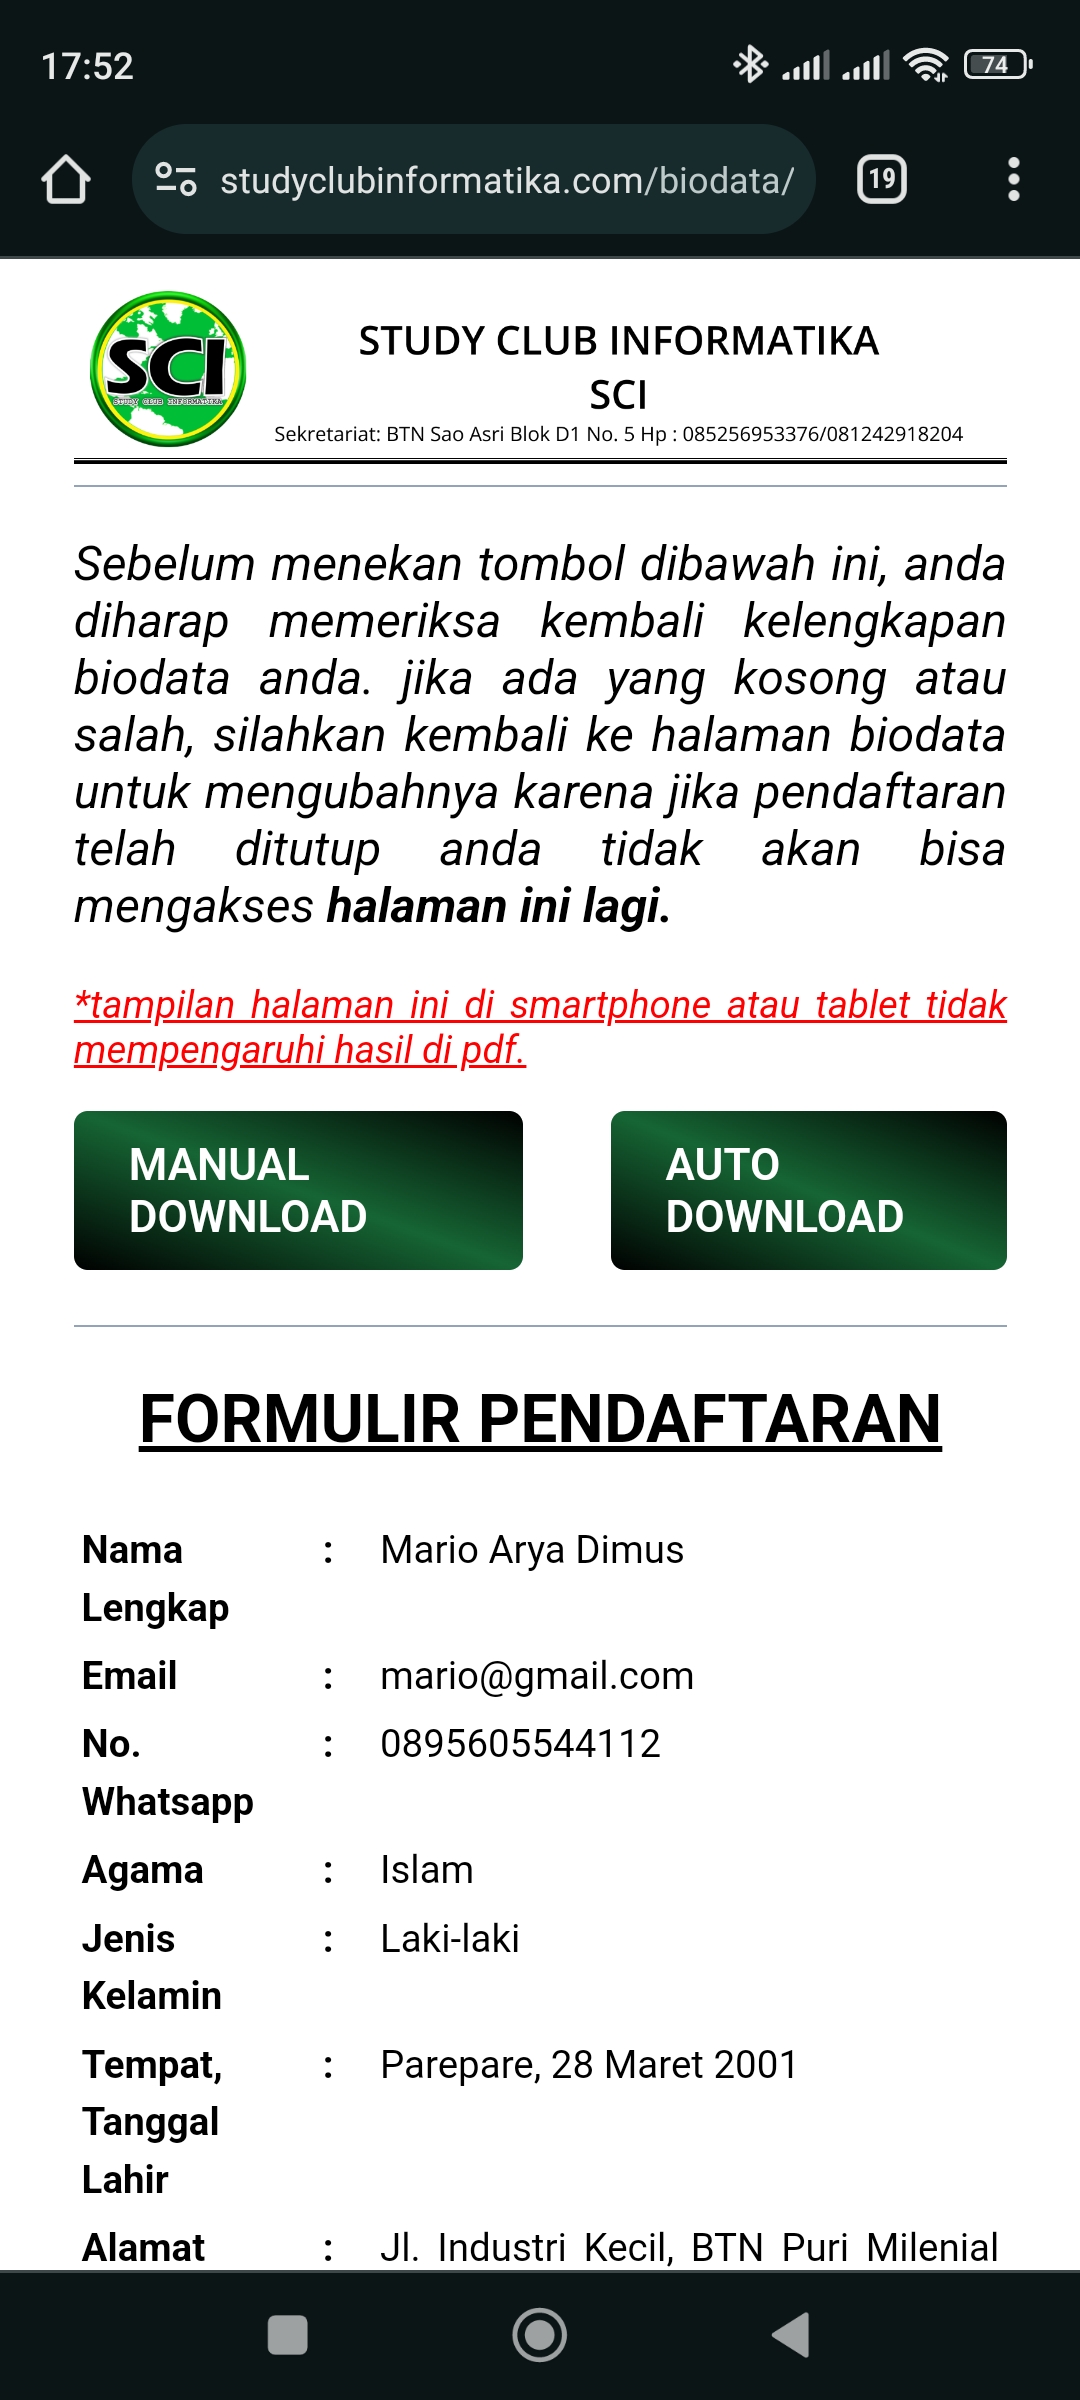 17:52
74
studyclubinformatika.com/biodata/
19
SCI
STUDY CLUB INFORMATIKA
STUDY CLUB INFORMATIKA
SCI
Sekretariat: BTN Sao Asri Blok D1 No. 5 Hp : 085256953376/081242918204
Sebelum menekan tombol dibawah ini, anda
diharap memeriksa kembali kelengkapan
biodata anda. jika ada yang kosong atau
salah, silahkan kembali ke halaman biodata
untuk mengubahnya karena jika pendaftaran
telah ditutup anda tidak akan bisa
mengakses halaman ini lagi.
*tampilan halaman ini di smartphone atau tablet tidak
mempengaruhi hasil di pdf.
MANUAL
DOWNLOAD
AUTO
DOWNLOAD
FORMULIR PENDAFTARAN
Nama : Mario Arya Dimus
Lengkap
Email : mario@gmail.com
No. : 0895605544112
Whatsapp
Agama : Islam
Jenis : Laki-laki
Kelamin
Tempat, : Parepare, 28 Maret 2001
Tanggal
Lahir
Alamat : Jl. Industri Kecil, BTN Puri Milenial